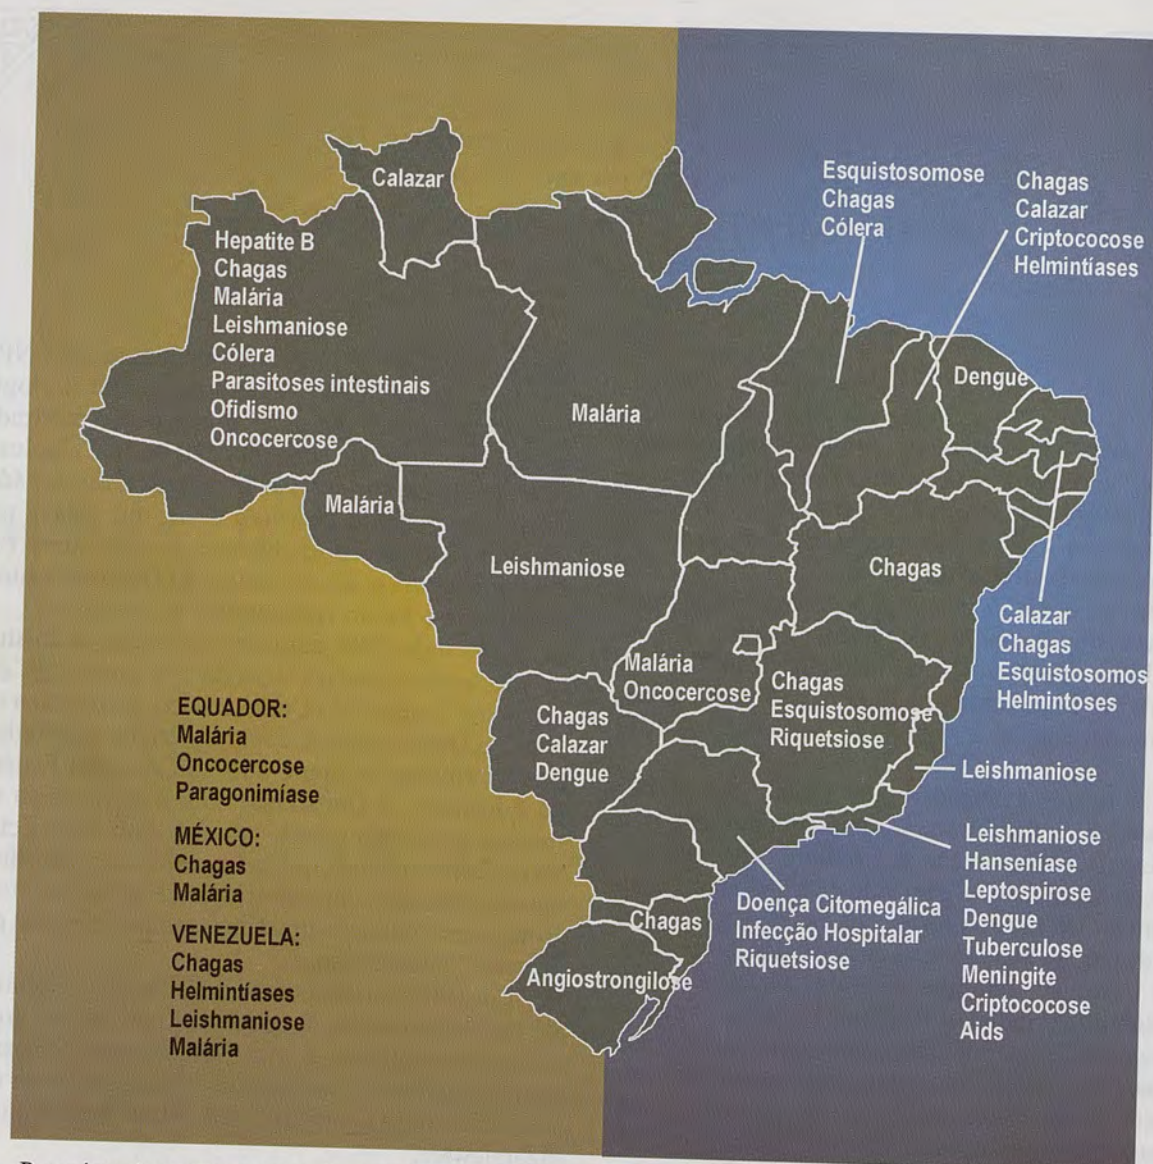 Calazar
Hepatite B
Chagas
Malária
Leishmaniose
Cólera
Parasitoses intestinais
Ofidismo
Oncocercose
Malária
Malária
Leishmaniose
Esquistosomose
Chagas
Cólera
Chagas
Calazar
Criptococose
Helmintíases
Dengue
Chagas
Calazar
Chagas
Esquistosomos
Helmintoses
Malária
Oncocercose
Chagas
Esquistosomose
Riquetsiose
Chagas
Calazar
Dengue
Leishmaniose
Leishmaniose
Hanseníase
Leptospirose
Dengue
Tuberculose
Meningite
Criptococose
Aids
Doença Citomegálica
Infecção Hospitalar
Riquetsiose
Chagas
Angiostrongilose
EQUADOR:
Malária
Oncocercose
Paragonimíase
MÉXICO:
Chagas
Malária
VENEZUELA:
Chagas
Helmintíases
Leishmaniose
Malária